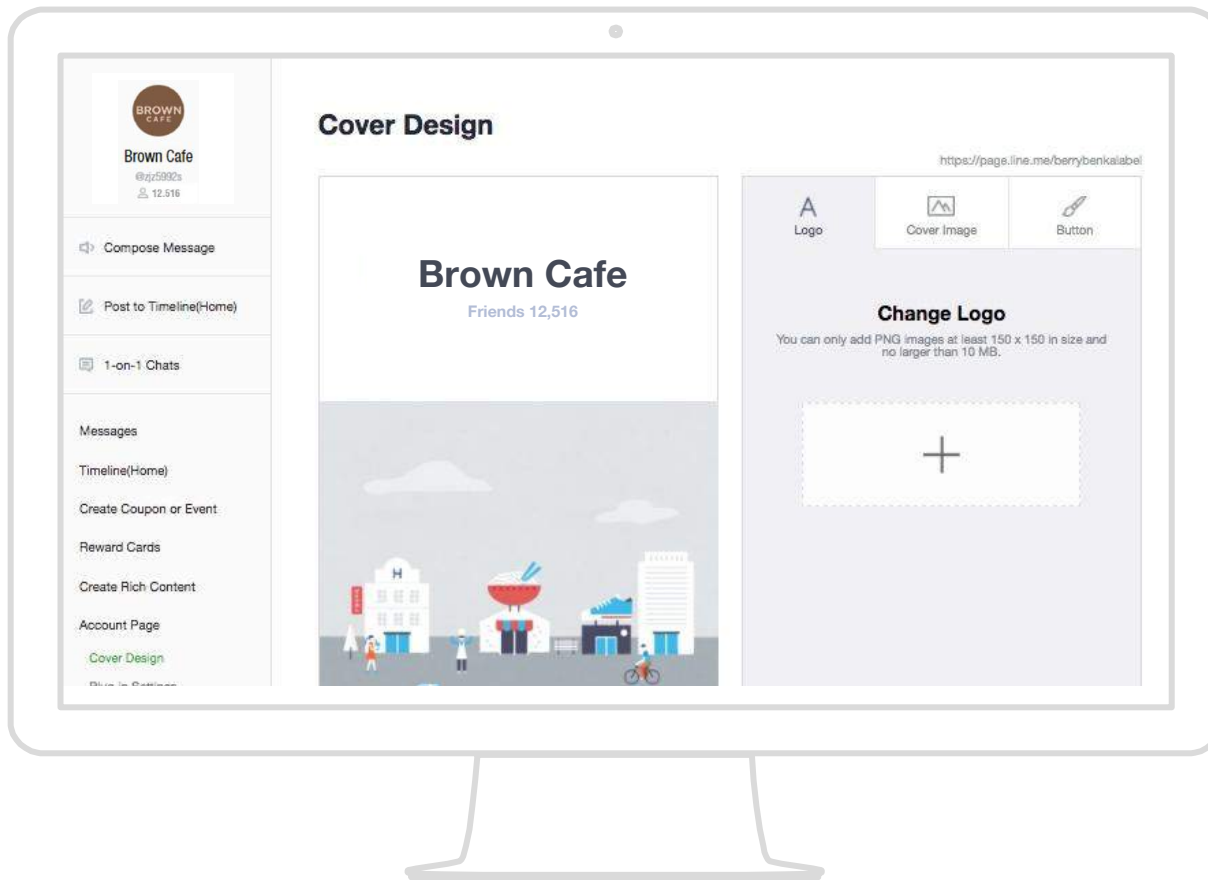 BROWN
CAFE
Brown Cafe
@zjz5992s
12.516
Compose Message
Post to Timeline(Home)
1-on-1 Chats
Messages
Timeline(Home)
Create Coupon or Event
Reward Cards
Create Rich Content
Account Page
Cover Design
Plug-in Settings
Cover Design
https://page.line.me/berrybenkalabel
Brown Cafe
Friends 12,516
H
A
Logo
Cover Image
Button
Change Logo
You can only add PNG images at least 150 x 150 in size and
no larger than 10 MB.